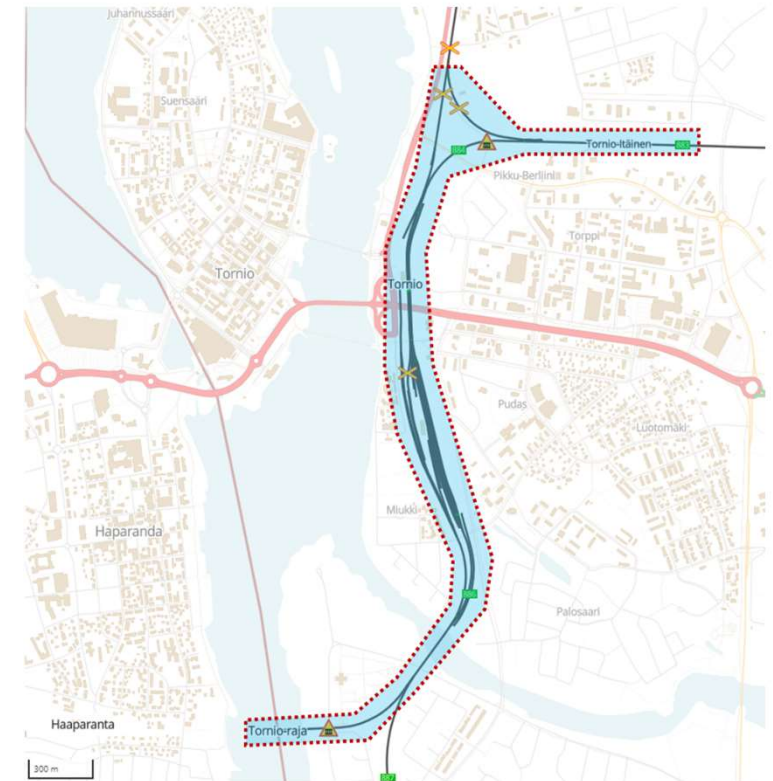 Juhannussaari
Suensaari
Tornio-Itäinen
Pikku-Berliini
Torppi
Tornio
Tornio
Pudas
Luotomäki
Miukki
Haparanda
Palosaari
Haaparanta
Tornio-raja
300 m